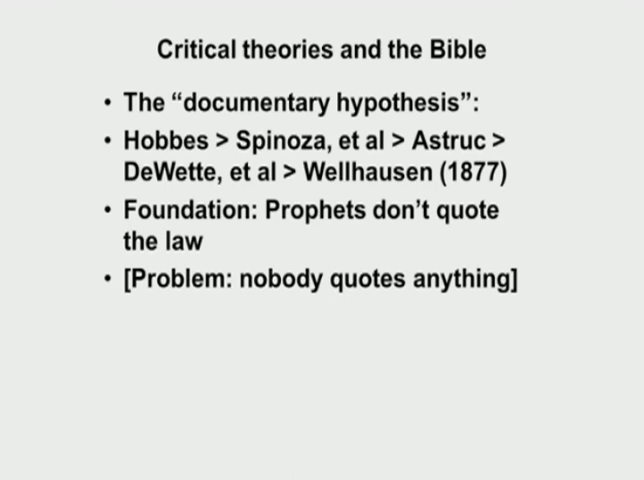 Critical theories and the Bible
• The “documentary hypothesis”:
• Hobbes > Spinoza, et al > Astruc >
DeWette, et al > Wellhausen (1877)
• Foundation: Prophets don’t quote
the law
• [Problem: nobody quotes anything]